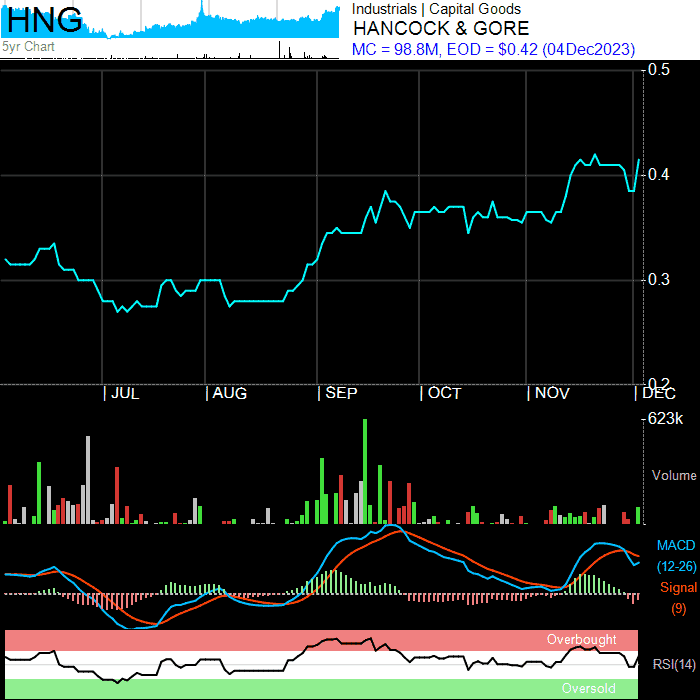 HNG
5yr Chart
Industrials | Capital Goods
HANCOCK & GORE
MC = 98.8M, EOD = $0.42 (04Dec2023)
0.5
0.4
0.3
0.2
| JUL | AUG | SEP | OCT | NOV | DEC
623k
Volume
MACD
(12-26)
Signal
(9)
Overbought
RSI(14)
Oversold